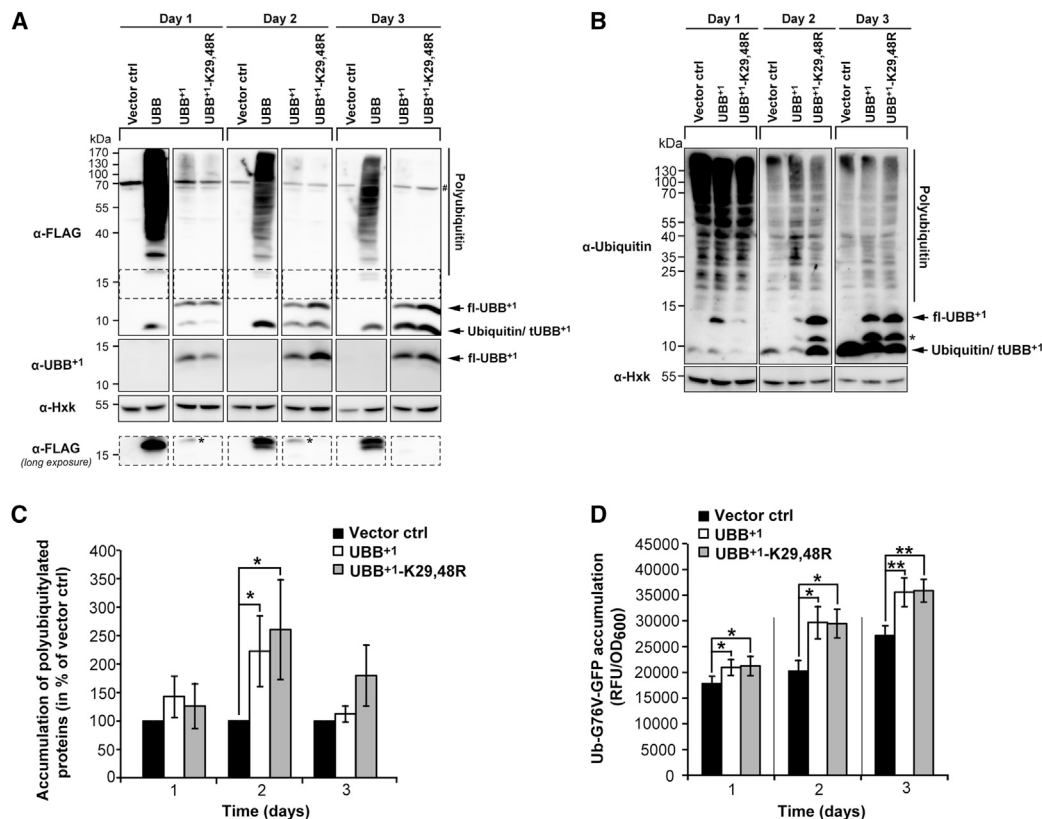 A
Day 1 Day 2 Day 3
Vector ctrl UBB UBB+1 UBB+1-K29,48R Vector ctrl UBB UBB+1 UBB+1-K29,48R Vector ctrl UBB UBB+1 UBB+1-K29,48R
kDa
170
130
100
70
#
55
α-FLAG
40
Polyubiquitin
15
fl-UBB+1
10
Ubiquitin/ tUBB+1
15
α-UBB+1
fl-UBB+1
10
α-Hxk
55
α-FLAG
(long exposure)
* *
15
B
Day 1 Day 2 Day 3
Vector ctrl UBB+1 UBB+1-K29,48R Vector ctrl UBB+1 UBB+1-K29,48R Vector ctrl UBB+1 UBB+1-K29,48R
kDa
130
100
70
55
α-Ubiquitin
40
35
25
Polyubiquitin
15
fl-UBB+1
*
10
Ubiquitin/ tUBB+1
α-Hxk
55
C
Vector ctrl
UBB+1
UBB+1-K29,48R
Accumulation of polyubiquitylated
proteins (in % of vector ctrl)
400
350
300
250
200
150
100
50
0
* *
1 2 3
Time (days)
D
Vector ctrl
UBB+1
UBB+1-K29,48R
Ub-G76V-GFP accumulation
(RFU/OD600)
45000
40000
35000
30000
25000
20000
15000
10000
5000
0
* * * * ** **
1 2 3
Time (days)